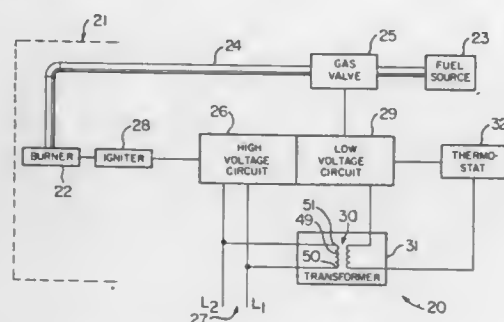 21
24
25
23
GAS
VALVE
FUEL
SOURCE
26
29
32
28
BURNER
IGNITER
HIGH
VOLTAGE
CIRCUIT
LOW
VOLTAGE
CIRCUIT
THERMO-
STAT
22
51
30
49
31
50
TRANSFORMER
L2
L1
27
20